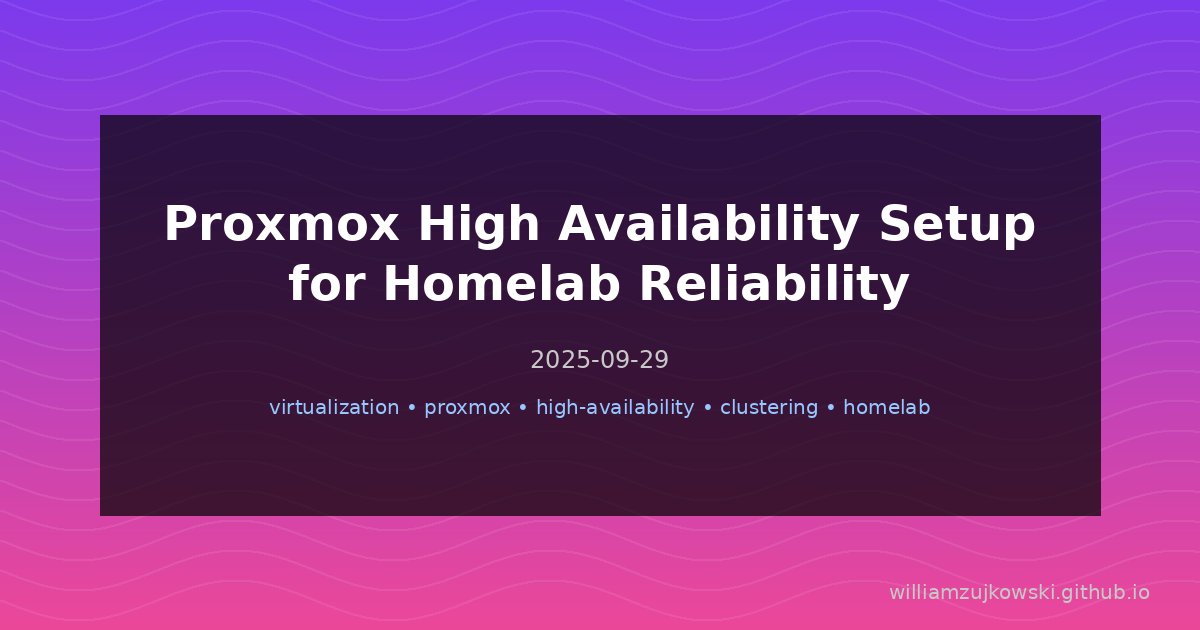 Proxmox High Availability Setup
for Homelab Reliability
2025-09-29
virtualization • proxmox • high-availability • clustering • homelab
williamzujkowski.github.io